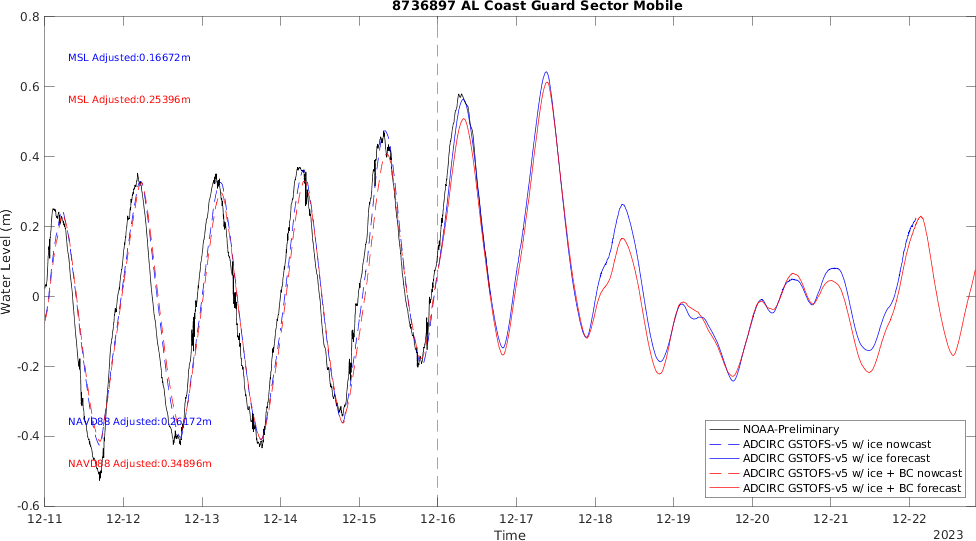 8736897 AL Coast Guard Sector Mobile
0.8
0.6
0.4
0.2
0
-0.2
-0.4
-0.6
Water Level (m)
MSL Adjusted:0.16672m
MSL Adjusted:0.25396m
NAVD88 Adjusted:0.26172m
NAVD88 Adjusted:0.34896m
NOAA-Preliminary
ADCIRC GSTOFS-v5 w/ ice nowcast
ADCIRC GSTOFS-v5 w/ ice forecast
ADCIRC GSTOFS-v5 w/ ice + BC nowcast
ADCIRC GSTOFS-v5 w/ ice + BC forecast
12-11 12-12 12-13 12-14 12-15 12-16 12-17 12-18 12-19 12-20 12-21 12-22
Time
2023